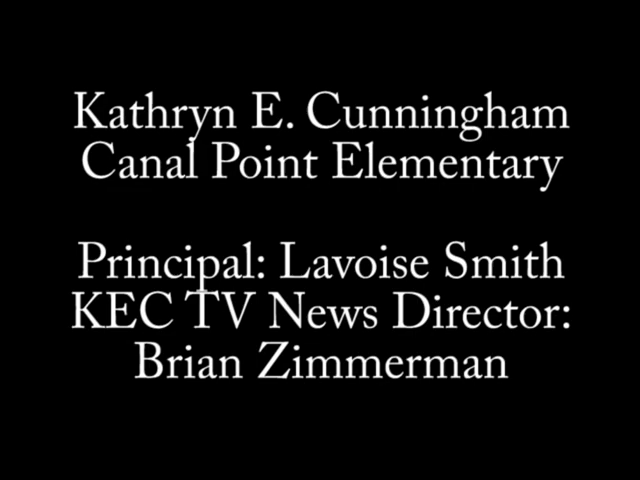 Kathryn E. Cunningham
Canal Point Elementary
Principal: Lavoise Smith
KEC TV News Director:
Brian Zimmerman